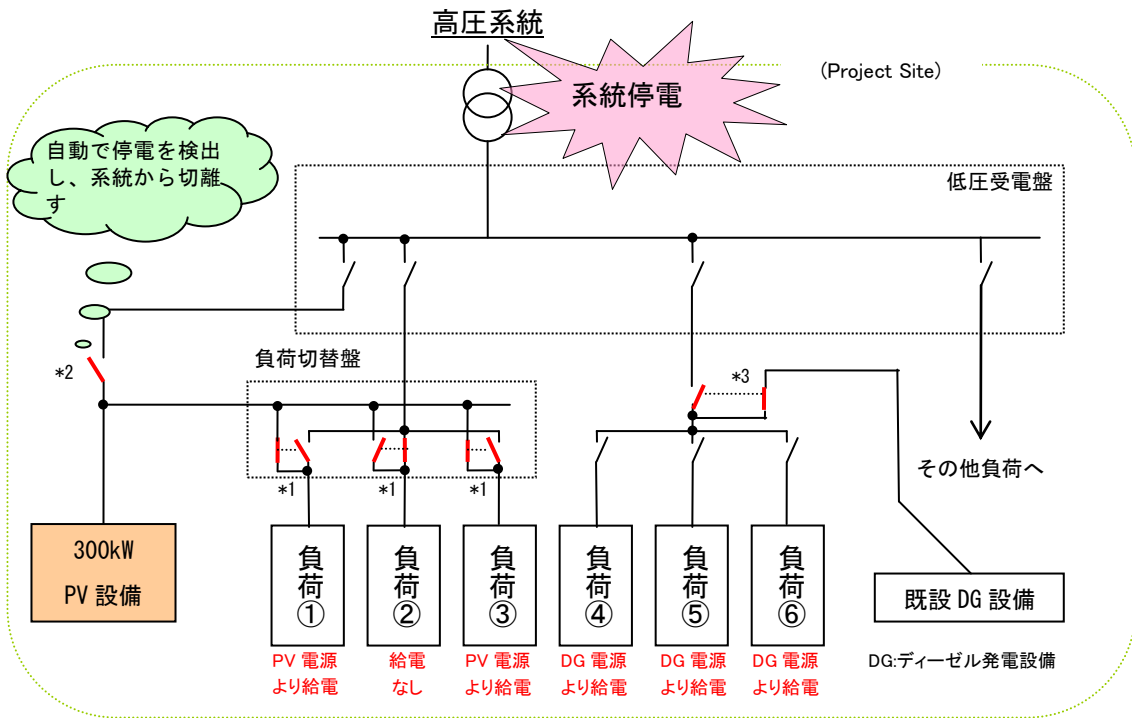 高圧系統
(Project Site)
系統停電
自動で停電を検出
し、系統から切離
す
低圧受電盤
負荷切替盤
*2
*3
*1
*1
*1
その他負荷へ
300kW
PV 設備
負荷①
負荷②
負荷③
負荷④
負荷⑤
負荷⑥
既設 DG 設備
PV 電源
より給電
給電
なし
PV 電源
より給電
DG 電源
より給電
DG 電源
より給電
DG 電源
より給電
DG:ディーゼル発電設備